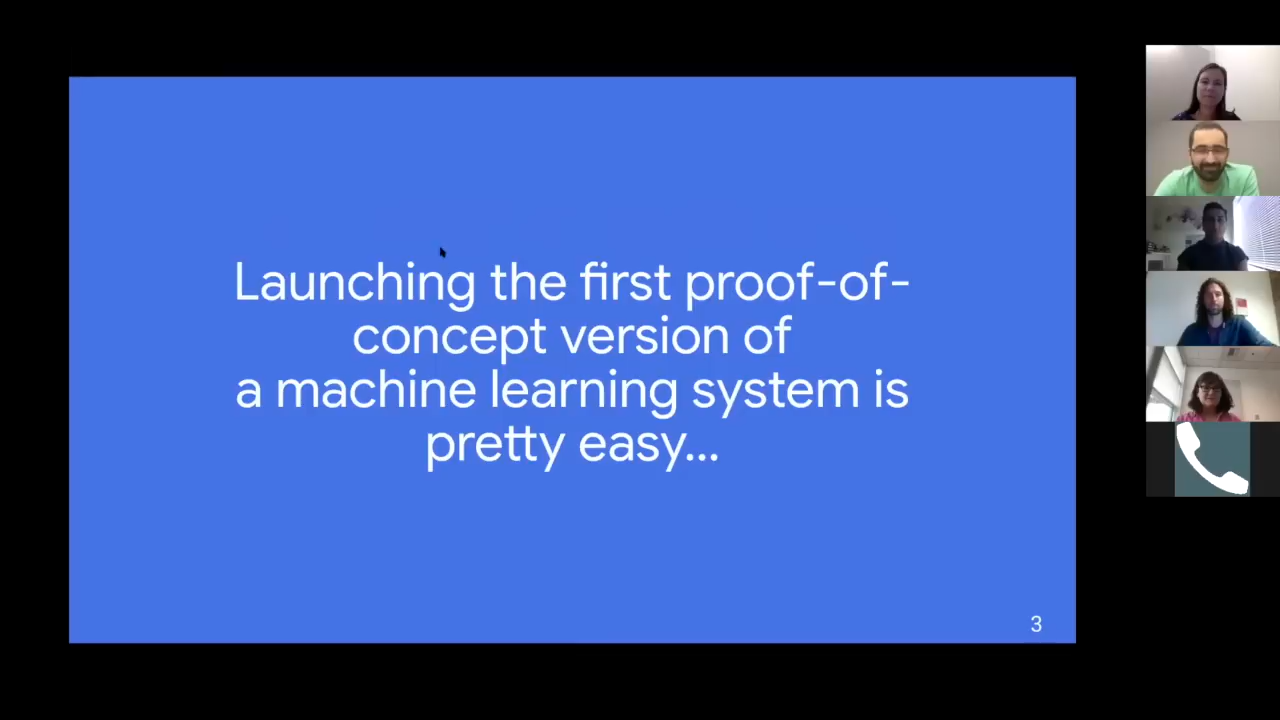 Launching the first proof-of-
concept version of
a machine learning system is
pretty easy...
3